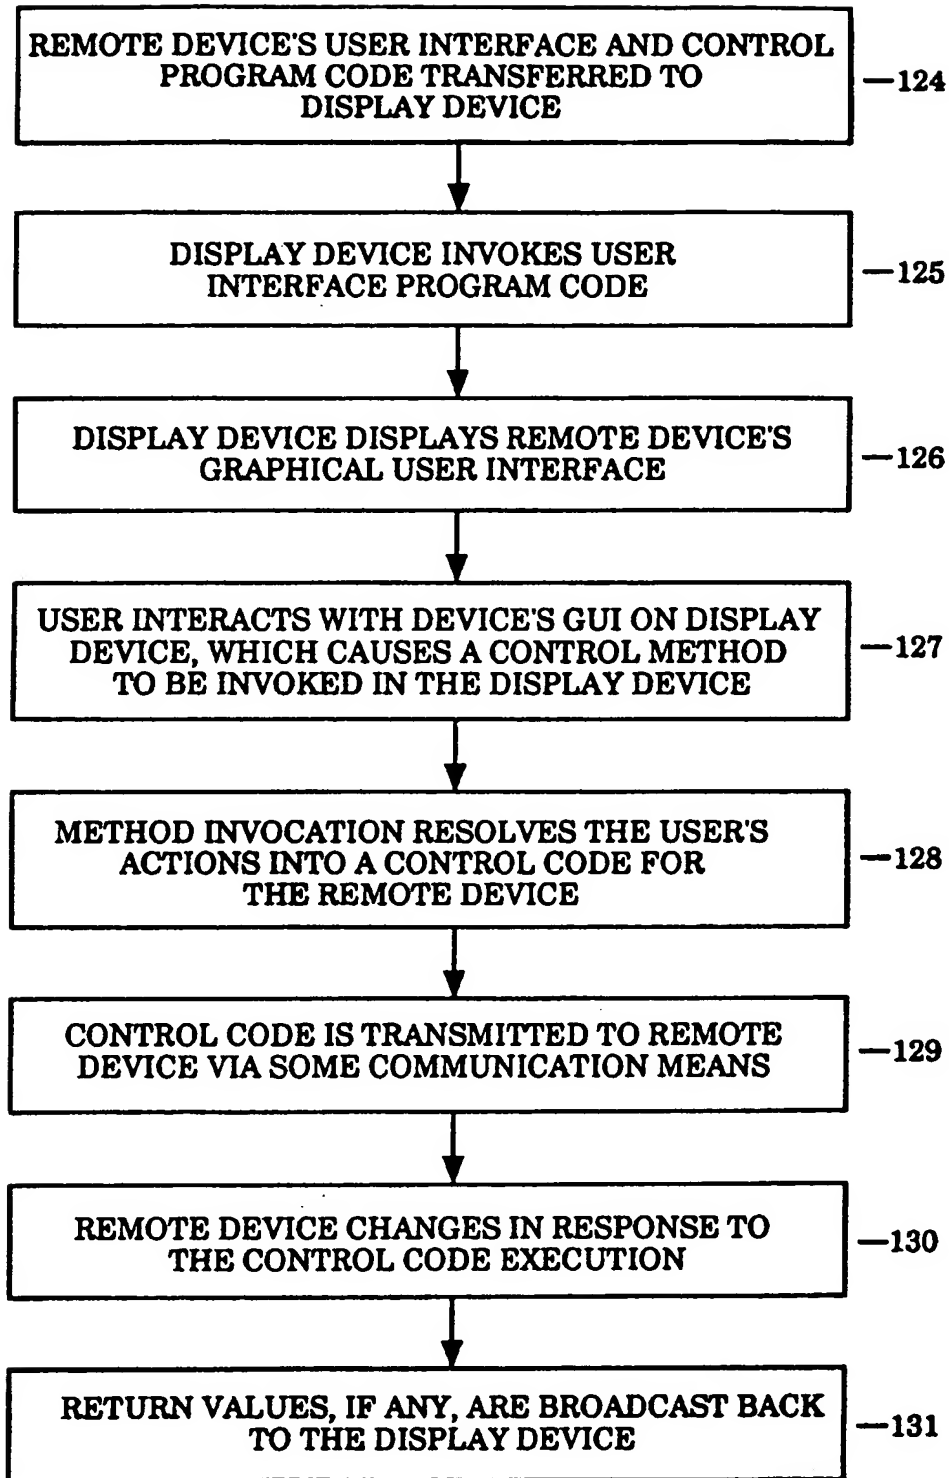 REMOTE DEVICE'S USER INTERFACE AND CONTROL
PROGRAM CODE TRANSFERRED TO
DISPLAY DEVICE
—124
DISPLAY DEVICE INVOKES USER
INTERFACE PROGRAM CODE
—125
DISPLAY DEVICE DISPLAYS REMOTE DEVICE'S
GRAPHICAL USER INTERFACE
—126
USER INTERACTS WITH DEVICE'S GUI ON DISPLAY
DEVICE, WHICH CAUSES A CONTROL METHOD
TO BE INVOKED IN THE DISPLAY DEVICE
—127
METHOD INVOCATION RESOLVES THE USER'S
ACTIONS INTO A CONTROL CODE FOR
THE REMOTE DEVICE
—128
CONTROL CODE IS TRANSMITTED TO REMOTE
DEVICE VIA SOME COMMUNICATION MEANS
—129
REMOTE DEVICE CHANGES IN RESPONSE TO
THE CONTROL CODE EXECUTION
—130
RETURN VALUES, IF ANY, ARE BROADCAST BACK
TO THE DISPLAY DEVICE
—131